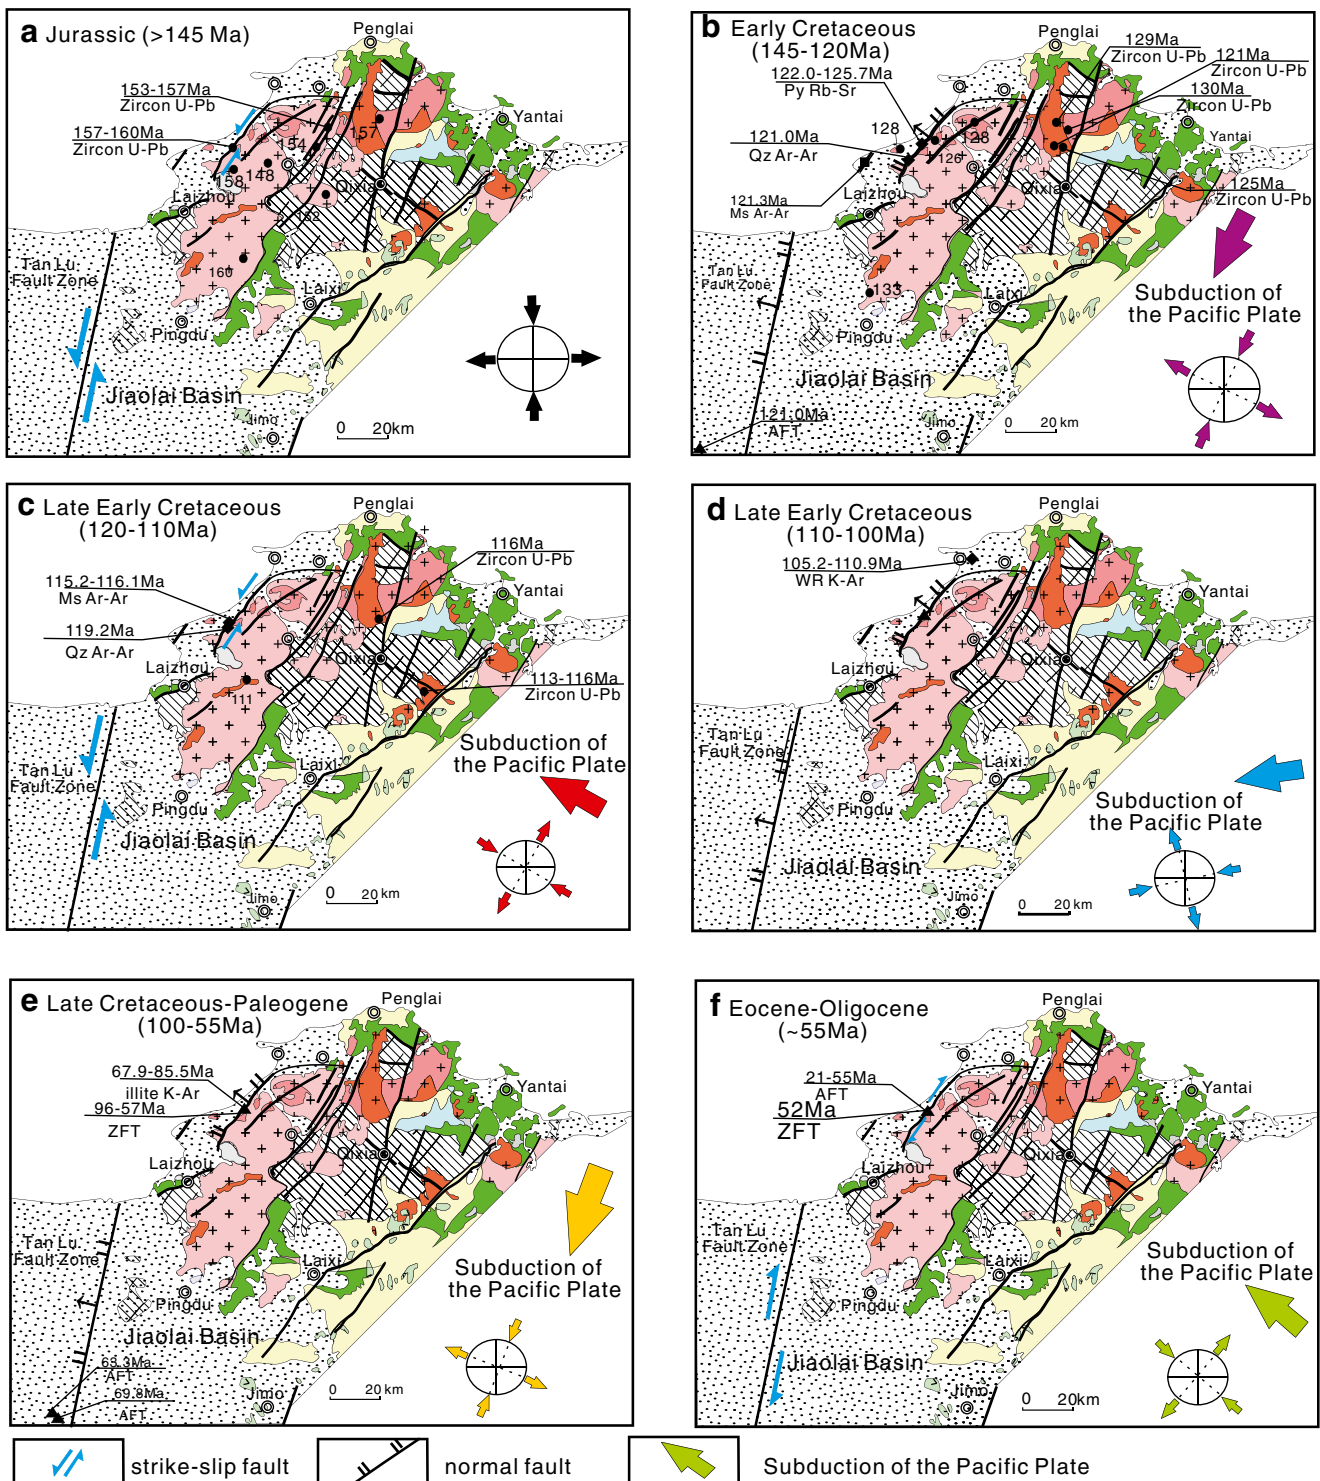 a Jurassic (>145 Ma)
Penglai
153-157Ma
Zircon U-Pb
157-160Ma
Zircon U-Pb
157
154
Yantai
158
148
Qixia
Laizhou
152
160
Tan Lu
Fault Zone
Laixi
Pingdu
Jiaolai Basin
Jimo
0 20km
b Early Cretaceous
(145-120Ma)
Penglai
129Ma
Zircon U-Pb
121Ma
Zircon U-Pb
122.0-125.7Ma
Py Rb-Sr
130Ma
Zircon U-Pb
128
128
Yantai
121.0Ma
Qz Ar-Ar
126
Qixia
125Ma
Zircon U-Pb
Laizhou
121.3Ma
Ms Ar-Ar
Tan Lu
Fault Zone
133
Laixi
Subduction of
the Pacific Plate
Pingdu
Jiaolai Basin
121.0Ma
AFT
Jimo
0 20 km
c Late Early Cretaceous
(120-110Ma)
Penglai
116Ma
Zircon U-Pb
115.2-116.1Ma
Ms Ar-Ar
Yantai
119.2Ma
Qz Ar-Ar
Qixia
Laizhou
113-116Ma
Zircon U-Pb
111
Subduction of
the Pacific Plate
Tan Lu
Fault Zone
Laixi
Pingdu
Jiaolai Basin
Jimo
0 20 km
d Late Early Cretaceous
(110-100Ma)
Penglai
105.2-110.9Ma
WR K-Ar
Yantai
Qixia
Laizhou
Tan Lu
Fault Zone
Laixi
Pingdu
Subduction of
the Pacific Plate
Jiaolai Basin
Jimo
0 20 km
e Late Cretaceous-Paleogene
(100-55Ma)
Penglai
67.9-85.5Ma
illite K-Ar
96-57Ma
ZFT
Yantai
Qixia
Laizhou
Tan Lu
Fault Zone
Laixi
Subduction of
the Pacific Plate
Pingdu
Jiaolai Basin
63.3Ma
AFT
69.8Ma
AFT
Jimo
0 20 km
f Eocene-Oligocene
(~55Ma)
Penglai
21-55Ma
AFT
52Ma
ZFT
Yantai
Qixia
Laizhou
Tan Lu
Fault Zone
Laixi
Subduction of
the Pacific Plate
Pingdu
Jiaolai Basin
Jimo
0 20km
strike-slip fault
normal fault
Subduction of the Pacific Plate